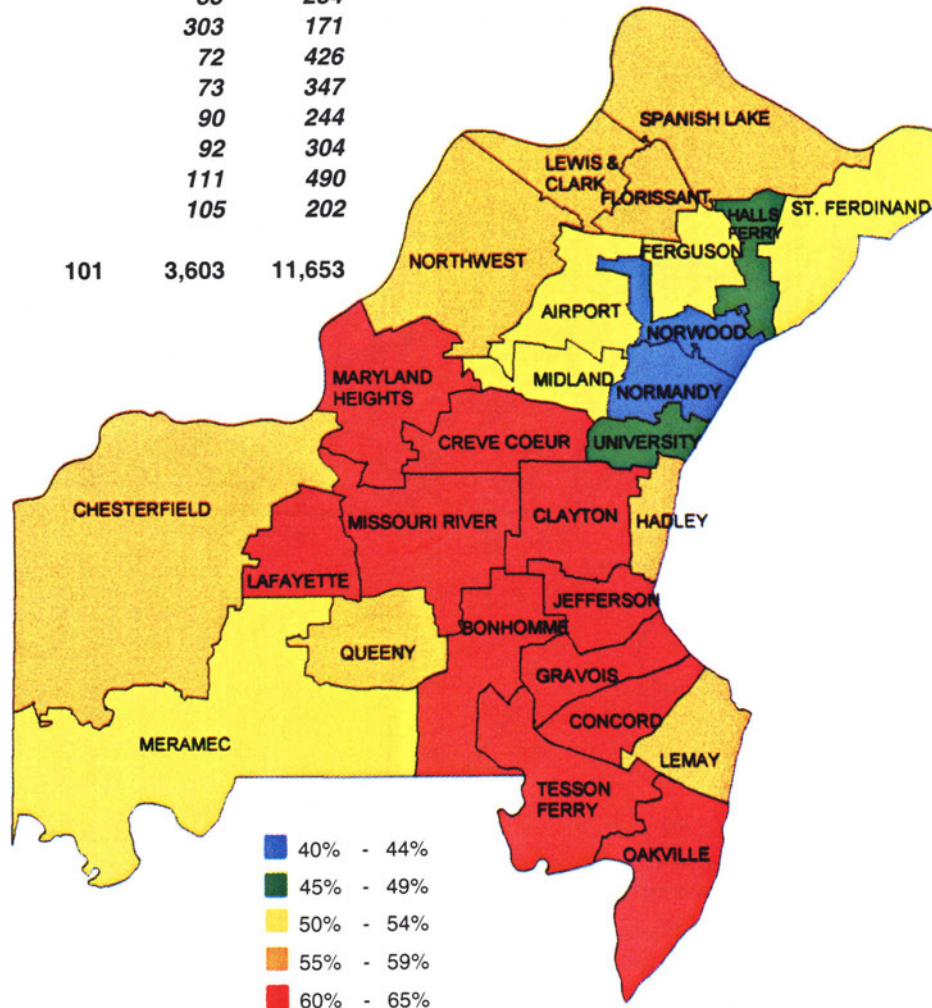 303 171
72 426
73 347
90 244
92 304
111 490
105 202
101 3,603 11,653
SPANISH LAKE
LEWIS &
CLARK
FLORISSANT
HALLS
FERRY
ST. FERDINAND
FERGUSON
NORTHWEST
AIRPORT
NORWOOD
MIDLAND
NORMANDY
MARYLAND
HEIGHTS
CREVE COEUR
UNIVERSITY
CHESTERFIELD
MISSOURI RIVER
CLAYTON
HADLEY
LAFAYETTE
JEFFERSON
BONHOMME
QUEENY
GRAVOIS
CONCORD
MERAMEC
LEMAY
TESSON
FERRY
OAKVILLE
40% - 44%
45% - 49%
50% - 54%
55% - 59%
60% - 65%